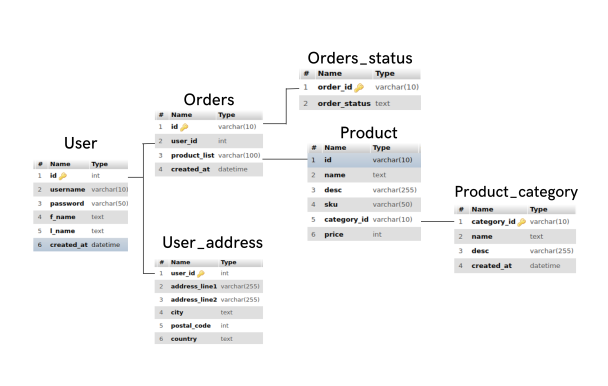 Orders_status
# Name Type
1 order_id varchar(10)
2 order_status text
Orders
# Name Type
1 id varchar(10)
2 user_id int
3 product_list varchar(100)
4 created_at datetime
Product
# Name Type
1 id varchar(10)
2 name text
3 desc varchar(255)
4 sku varchar(50)
5 category_id varchar(10)
6 price int
User
# Name Type
1 id int
2 username varchar(10)
3 password varchar(50)
4 f_name text
5 l_name text
6 created_at datetime
Product_category
# Name Type
1 category_id varchar(10)
2 name text
3 desc varchar(255)
4 created_at datetime
User_address
# Name Type
1 user_id int
2 address_line1 varchar(255)
3 address_line2 varchar(255)
4 city text
5 postal_code int
6 country text